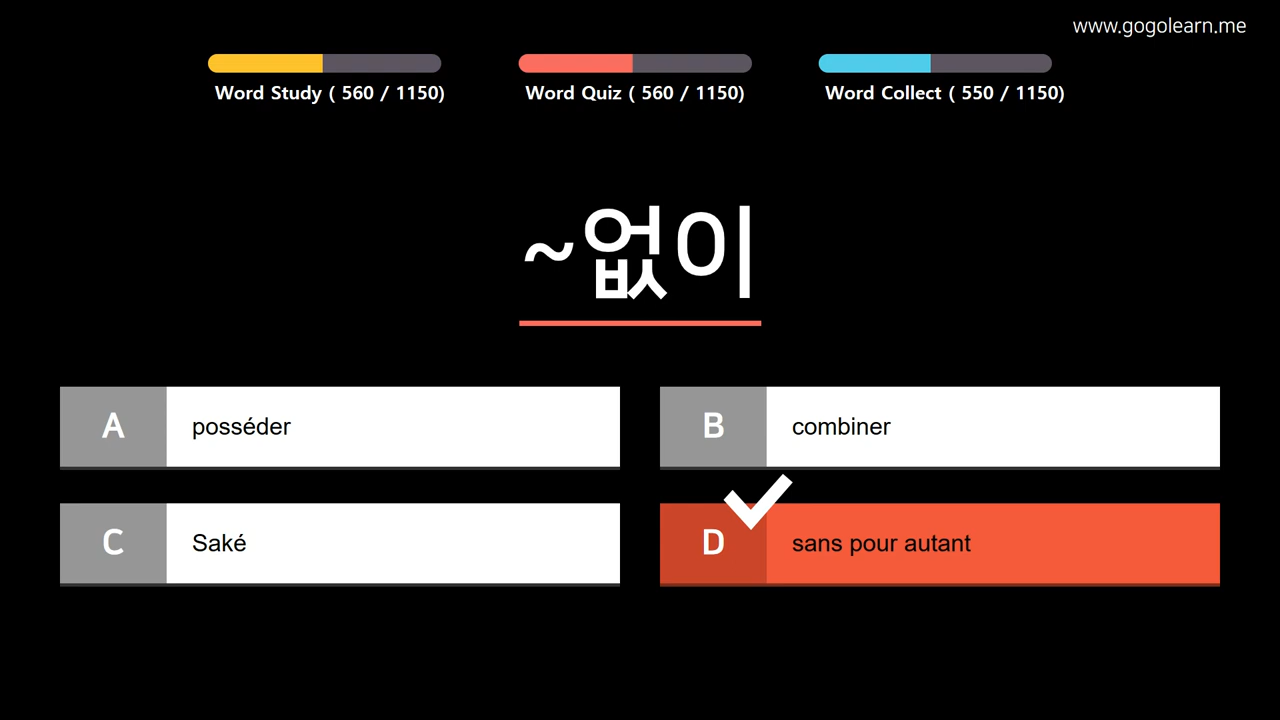 www.gogolearn.me
Word Study ( 560 / 1150)
Word Quiz ( 560 / 1150)
Word Collect ( 550 / 1150)
~없이
A posséder
B combiner
C Saké
D sans pour autant